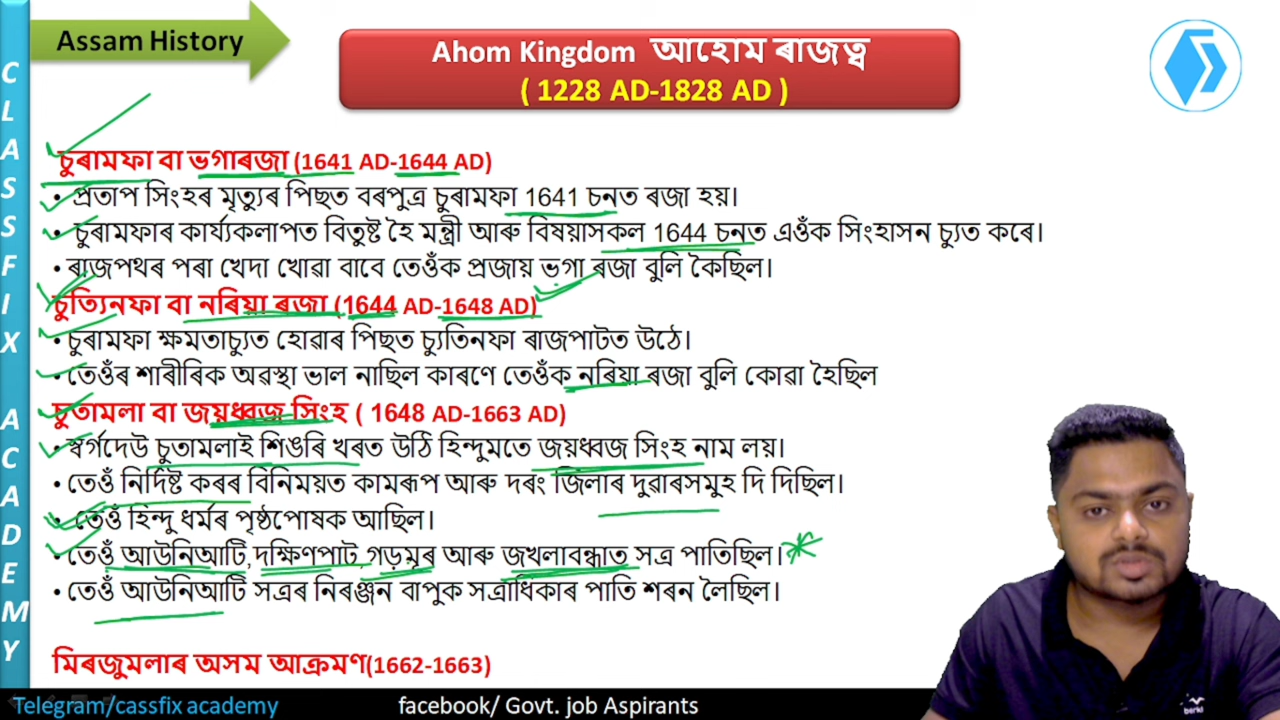 Assam History
Ahom Kingdom আহোম ৰাজত্ব
( 1228 AD-1828 AD )
CLASSFIX ACADEMY
চুৰামফা বা ভগাৰজা (1641 AD-1644 AD)
• প্ৰতাপ সিংহৰ মৃত্যুৰ পিছত বৰপুত্ৰ চুৰামফা 1641 চনত ৰজা হয়।
• চুৰামফাৰ কাৰ্য্যকলাপত বিতুষ্ট হৈ মন্ত্ৰী আৰু বিষয়াসকল 1644 চনত এওঁক সিংহাসন চ্যুত কৰে।
• ৰাজপথৰ পৰা খেদা খোৱা বাবে তেওঁক প্ৰজায় ভগা ৰজা বুলি কৈছিল।
চুত্যিনফা বা নৰিয়া ৰজা (1644 AD-1648 AD)
• চুৰামফা ক্ষমতাচ্যুত হোৱাৰ পিছত চ্যুতিনফা ৰাজপাটত উঠে।
• তেওঁৰ শাৰীৰিক অৱস্থা ভাল নাছিল কাৰণে তেওঁক নৰিয়া ৰজা বুলি কোৱা হৈছিল
চুতামলা বা জয়ধ্বজ সিংহ ( 1648 AD-1663 AD)
• স্বৰ্গদেউ চুতামলাই শিঙৰি খৰত উঠি হিন্দুমতে জয়ধ্বজ সিংহ নাম লয়।
• তেওঁ নিৰ্দিষ্ট কৰৰ বিনিময়ত কামৰূপ আৰু দৰং জিলাৰ দুৱাৰসমুহ দি দিছিল।
• তেওঁ হিন্দু ধৰ্মৰ পৃষ্ঠপোষক আছিল।
• তেওঁ আউনিআটি, দক্ষিণপাট, গড়মূৰ আৰু জখলাবন্ধাত সত্ৰ পাতিছিল।
• তেওঁ আউনিআটি সত্ৰৰ নিৰঞ্জন বাপুক সত্ৰাধিকাৰ পাতি শৰন লৈছিল।
মিৰজুমলাৰ অসম আক্ৰমণ(1662-1663)
Telegram/cassfix academy
facebook/ Govt. job Aspirants